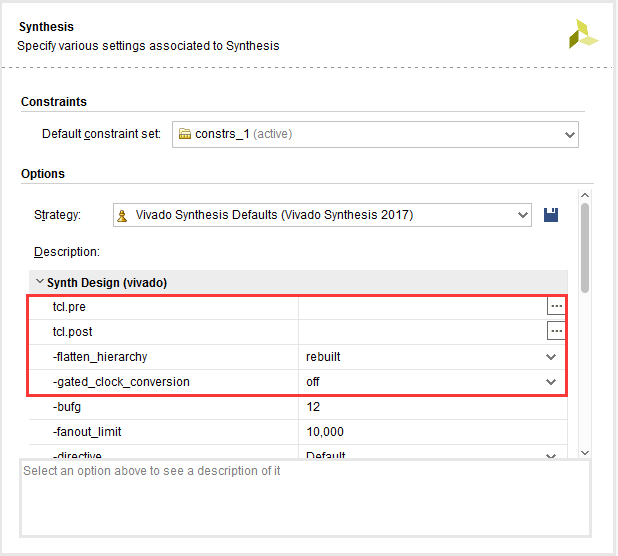 Synthesis
Specify various settings associated to Synthesis
Constraints
Default constraint set: constrs_1 (active)
Options
Strategy: Vivado Synthesis Defaults (Vivado Synthesis 2017)
Description:
Synth Design (vivado)
tcl.pre ...
tcl.post ...
-flatten_hierarchy rebuilt
-gated_clock_conversion off
-bufg 12
-fanout_limit 10,000
-directive Default
Select an option above to see a description of it